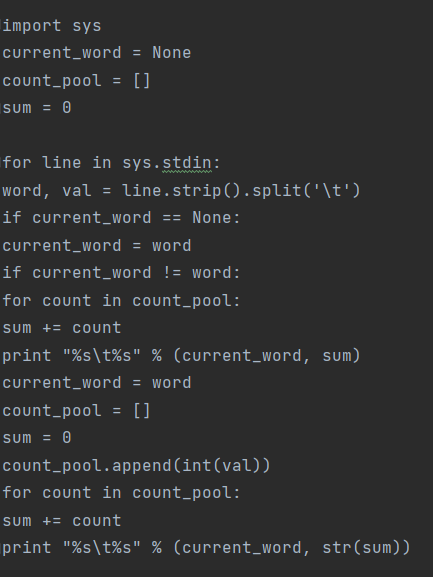 import sys
current_word = None
count_pool = []
sum = 0
for line in sys.stdin:
word, val = line.strip().split('\t')
if current_word == None:
current_word = word
if current_word != word:
for count in count_pool:
sum += count
print "%s\t%s" % (current_word, sum)
current_word = word
count_pool = []
sum = 0
count_pool.append(int(val))
for count in count_pool:
sum += count
print "%s\t%s" % (current_word, str(sum))